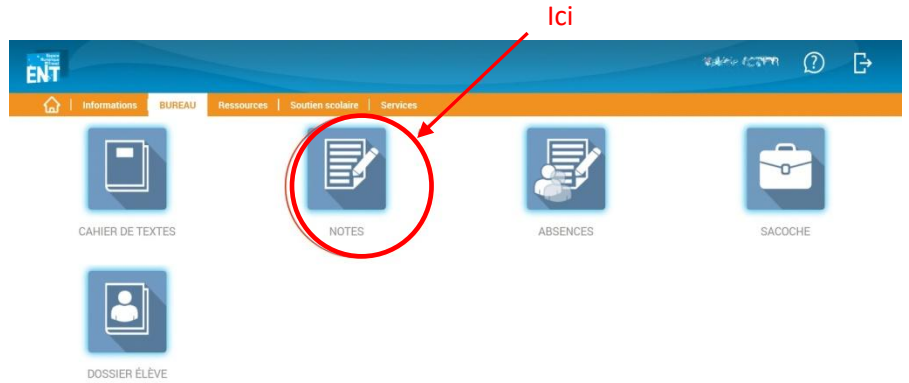 Ici
ENT
Informations BUREAU Ressources Soutien scolaire Services
CAHIER DE TEXTES
NOTES
ABSENCES
SACOCHE
DOSSIER ÉLÈVE